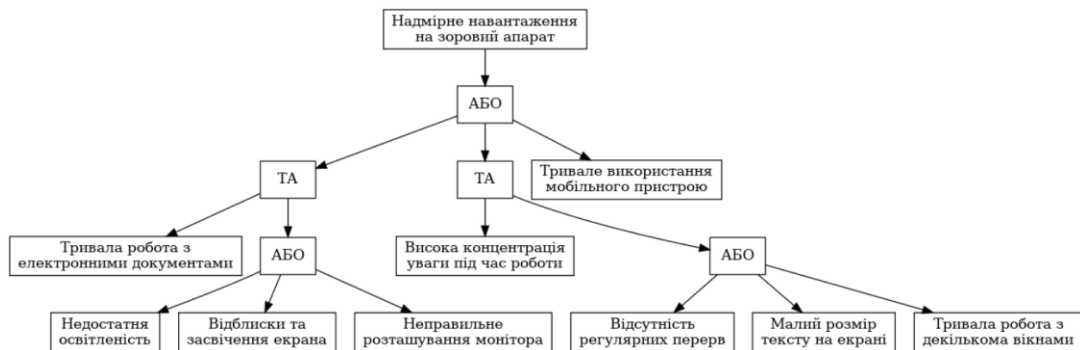 Надмірне навантаження
на зоровий апарат
АБО
ТА
ТА
Тривале використання
мобільного пристрою
Тривала робота з
електронними документами
АБО
Висока концентрація
уваги під час роботи
АБО
Недостатня
освітленість
Відблиски та
засвічення екрана
Неправильне
розташування монітора
Відсутність
регулярних перерв
Малий розмір
тексту на екрані
Тривала робота з
декількома вікнами